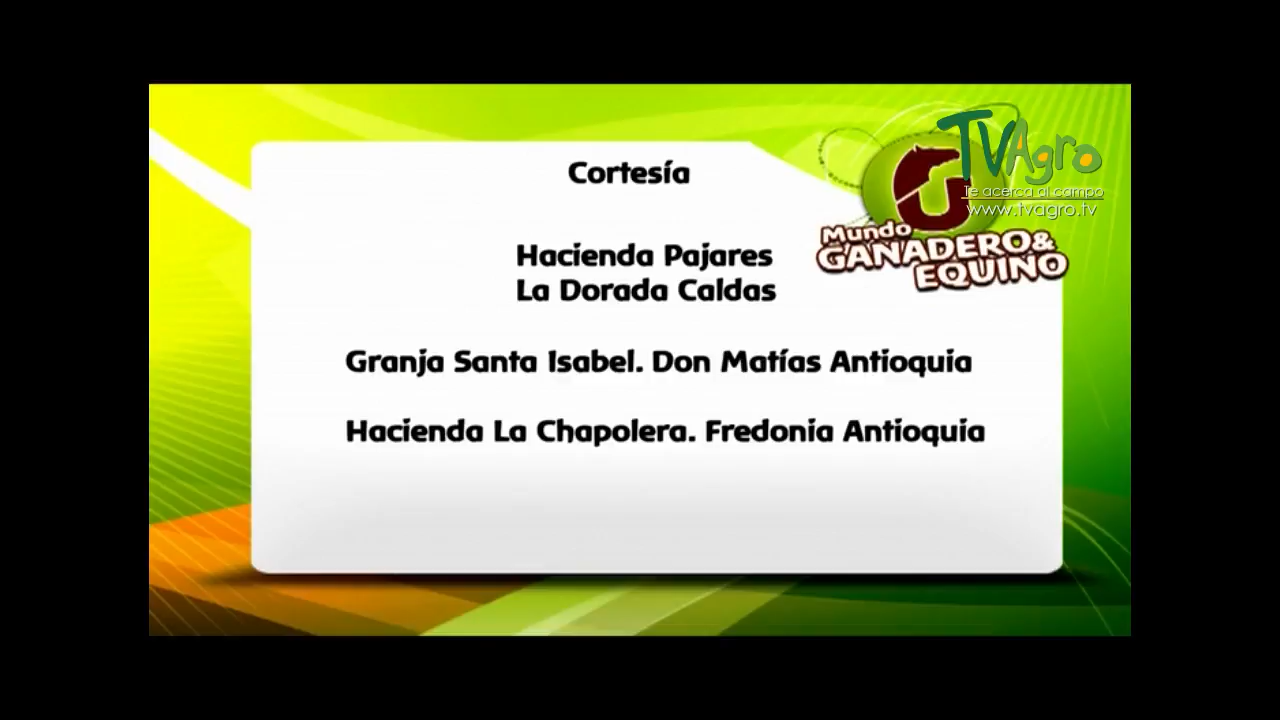 Cortesía
TVAgro
Te acerca al campo
www.tvagro.tv
Mundo
GANADERO&
EQUINO
Hacienda Pajares
La Dorada Caldas
Granja Santa Isabel. Don Matías Antioquia
Hacienda La Chapolera. Fredonia Antioquia